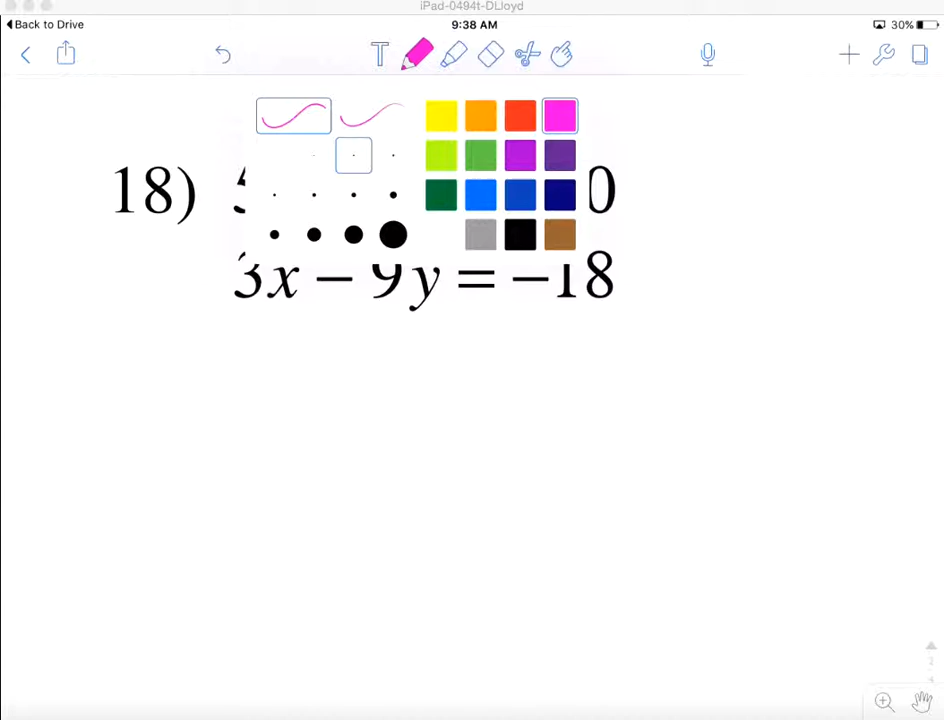 iPad-0494t-DLloyd
Back to Drive
9:38 AM
30%
T
18) 0
3x − 9y = −18